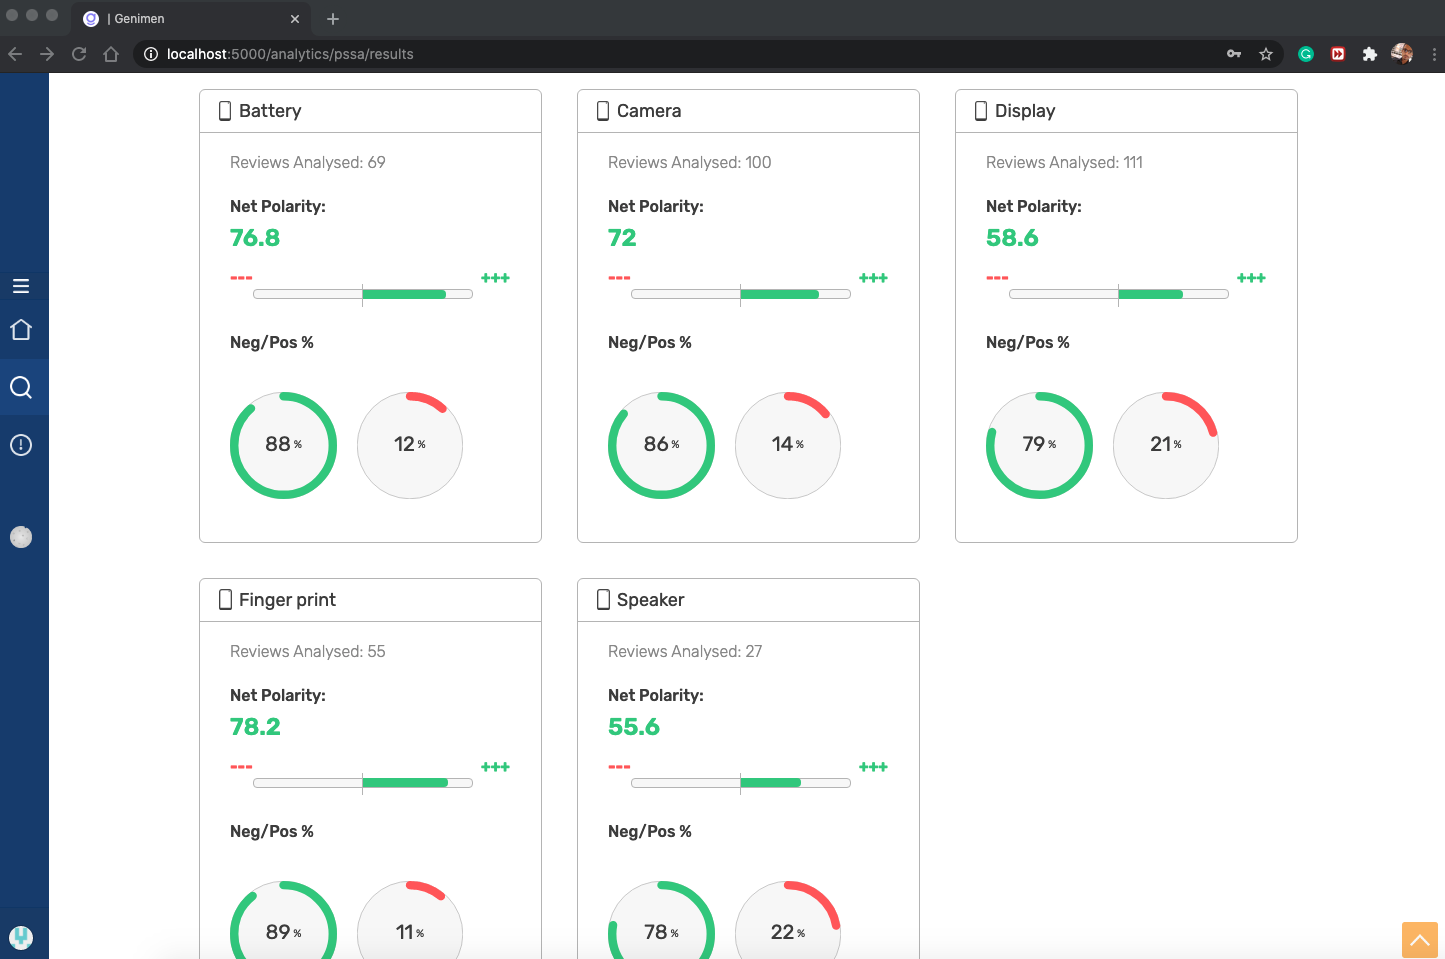 | Genimen
localhost:5000/analytics/pssa/results
Battery
Reviews Analysed: 69
Net Polarity:
76.8
--- +++
Neg/Pos %
88 % 12 %
Camera
Reviews Analysed: 100
Net Polarity:
72
--- +++
Neg/Pos %
86 % 14 %
Display
Reviews Analysed: 111
Net Polarity:
58.6
--- +++
Neg/Pos %
79 % 21 %
Finger print
Reviews Analysed: 55
Net Polarity:
78.2
--- +++
Neg/Pos %
89 % 11 %
Speaker
Reviews Analysed: 27
Net Polarity:
55.6
--- +++
Neg/Pos %
78 % 22 %